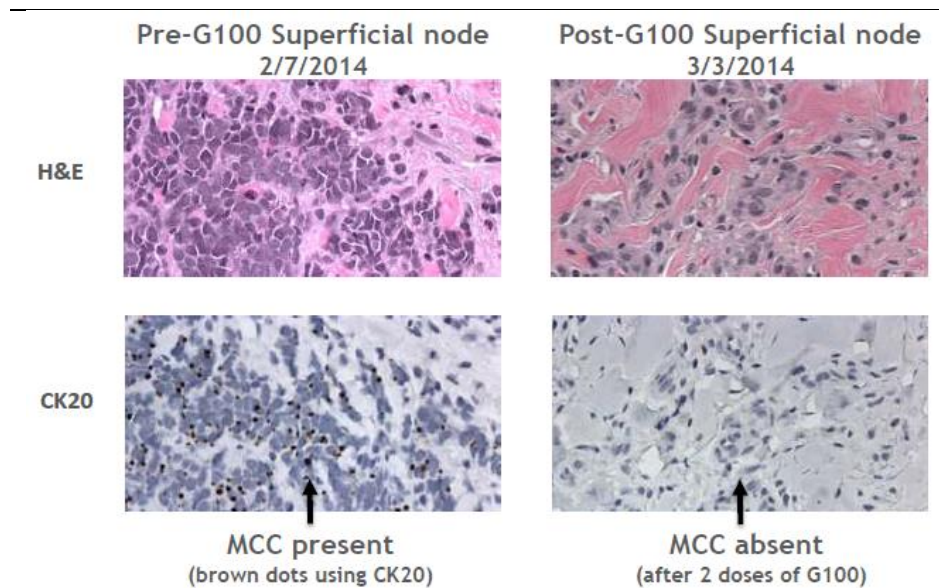 Pre-G100 Superficial node
2/7/2014
Post-G100 Superficial node
3/3/2014
H&E
CK20
MCC present
(brown dots using CK20)
MCC absent
(after 2 doses of G100)